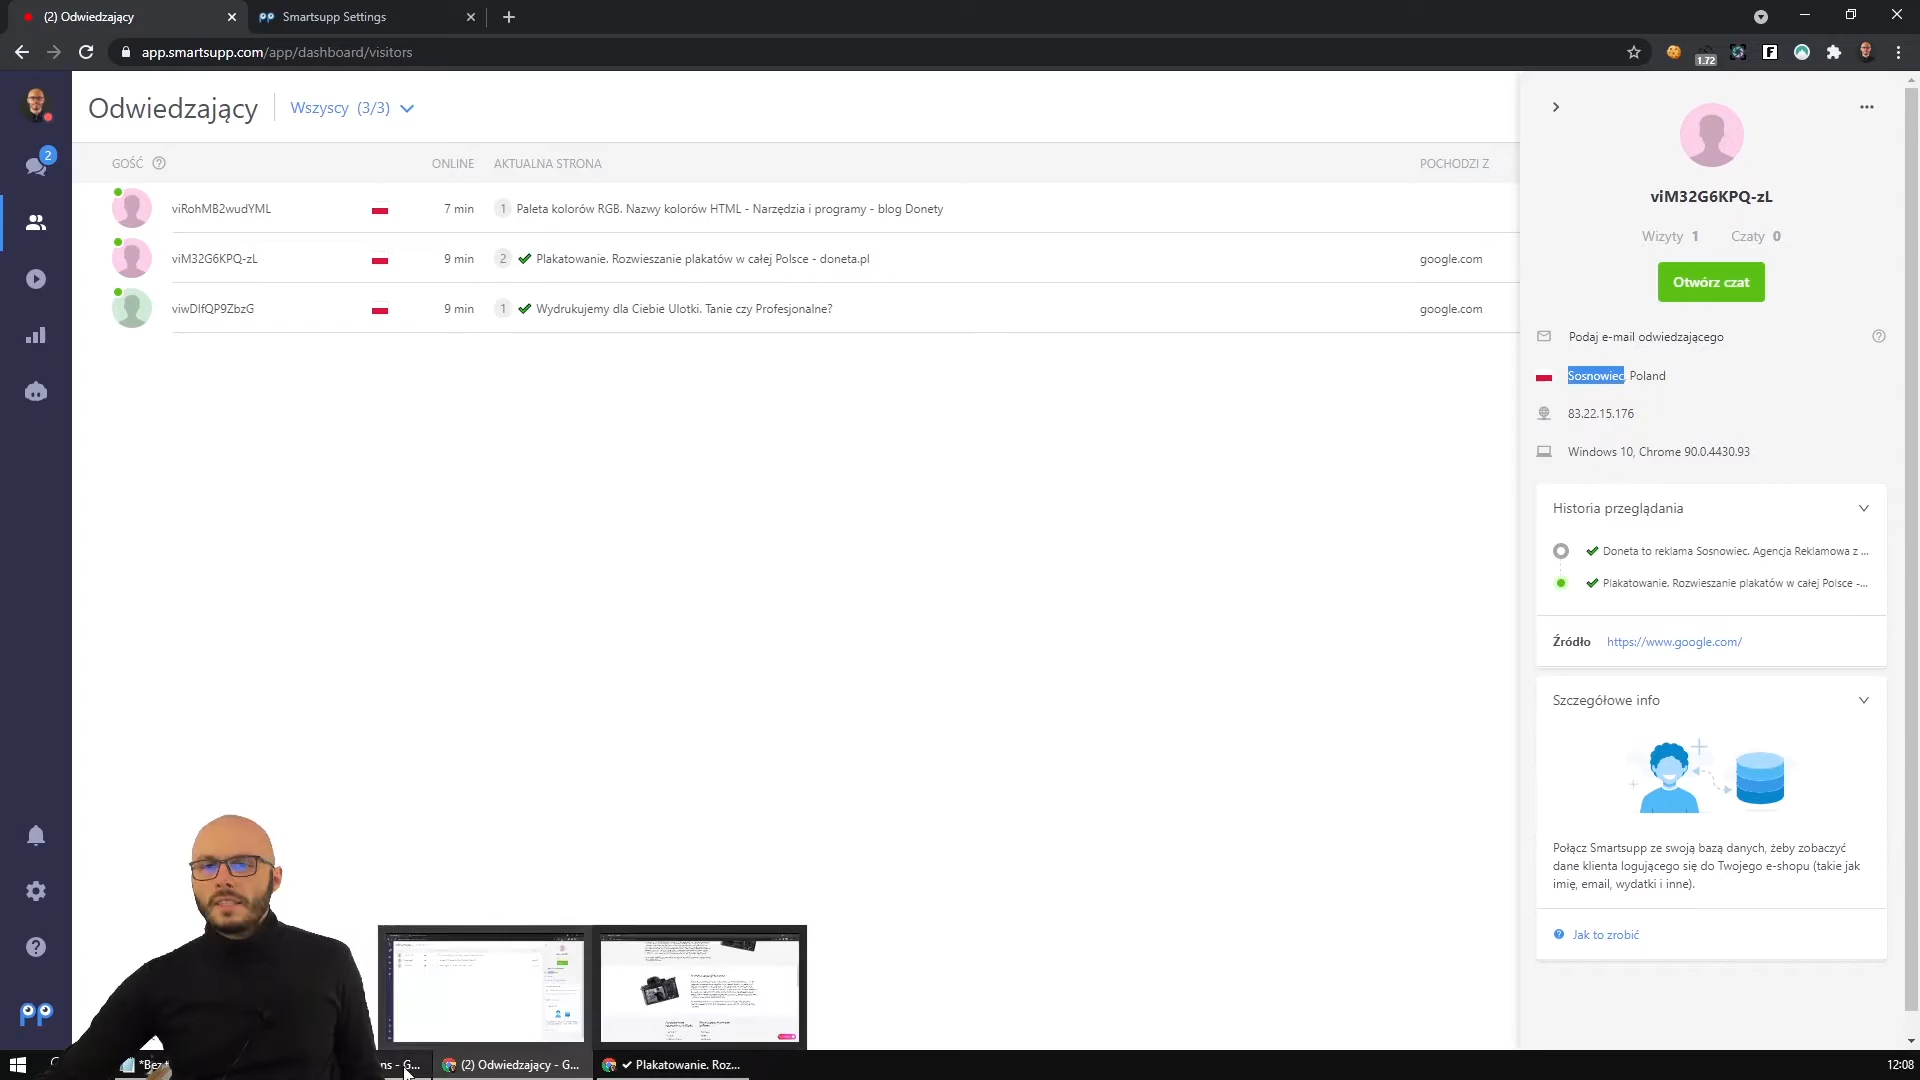 (2) Odwiedzający
Smartsupp Settings
app.smartsupp.com/app/dashboard/visitors
1.72
Odwiedzający
Wszyscy (3/3)
2
GOŚĆ
ONLINE
AKTUALNA STRONA
POCHODZI Z
viRohMB2wudYML
7 min
1
Paleta kolorów RGB. Nazwy kolorów HTML - Narzędzia i programy - blog Donety
viM32G6KPQ-zL
9 min
2
Plakatowanie. Rozwieszanie plakatów w całej Polsce - doneta.pl
google.com
viwDIfQP9ZbzG
9 min
1
Wydrukujemy dla Ciebie Ulotki. Tanie czy Profesjonalne?
google.com
viM32G6KPQ-zL
Wizyty 1 Czaty 0
Otwórz czat
Podaj e-mail odwiedzającego
Sosnowiec, Poland
83.22.15.176
Windows 10, Chrome 90.0.4430.93
Historia przeglądania
Doneta to reklama Sosnowiec. Agencja Reklamowa z ...
Plakatowanie. Rozwieszanie plakatów w całej Polsce -...
Źródło https://www.google.com/
Szczegółowe info
Połącz Smartsupp ze swoją bazą danych, żeby zobaczyć
dane klienta logującego się do Twojego e-shopu (takie jak
imię, email, wydatki i inne).
Jak to zrobić
ns - G...
(2) Odwiedzający - G...
Plakatowanie. Roz...
12:08